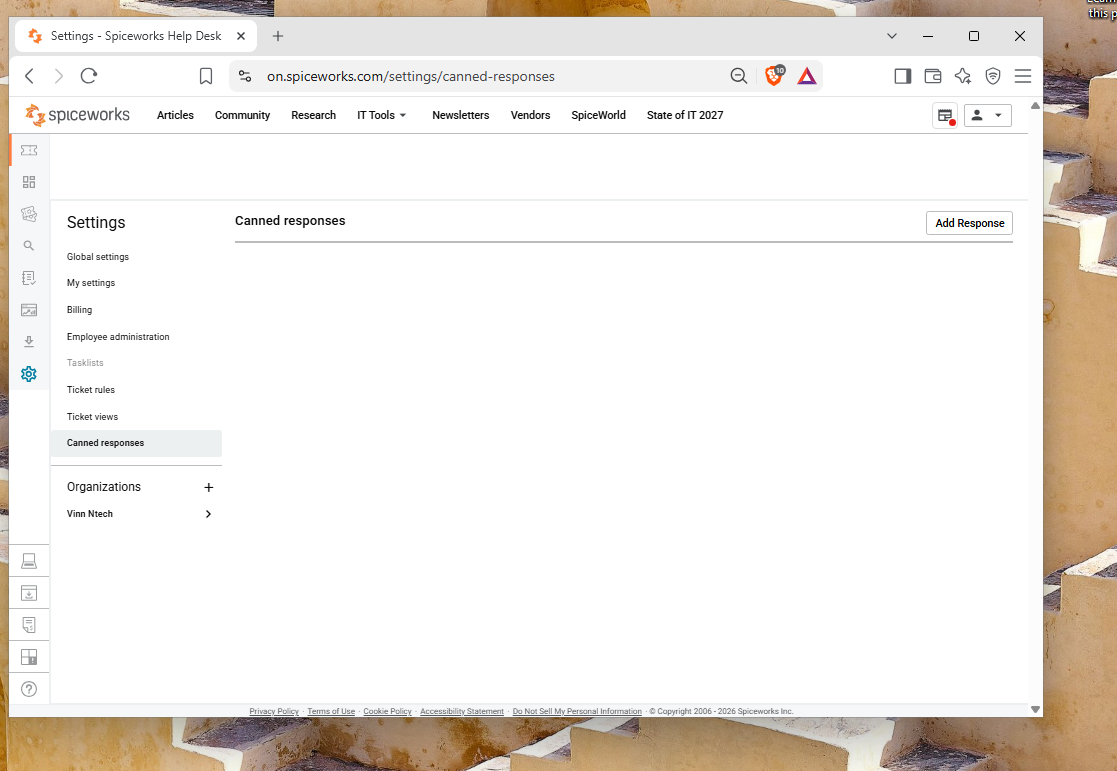 this p
Settings - Spiceworks Help Desk
on.spiceworks.com/settings/canned-responses
10
spiceworks
Articles
Community
Research
IT Tools
Newsletters
Vendors
SpiceWorld
State of IT 2027
Settings
Global settings
My settings
Billing
Employee administration
Tasklists
Ticket rules
Ticket views
Canned responses
Organizations
Vinn Ntech
Canned responses
Add Response
Privacy Policy · Terms of Use · Cookie Policy · Accessibility Statement · Do Not Sell My Personal Information · © Copyright 2006 - 2026 Spiceworks Inc.